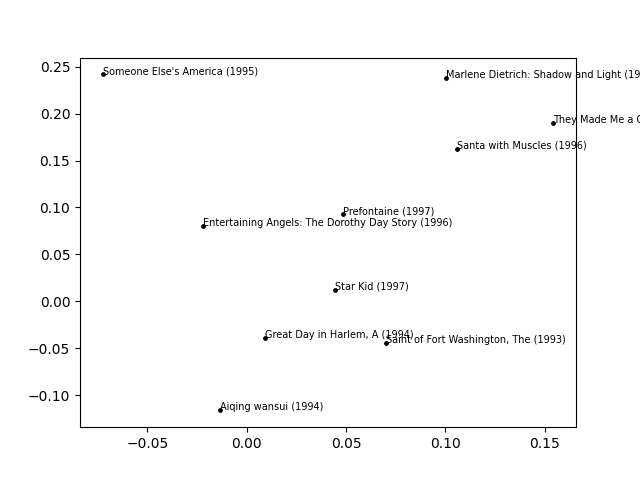 0.25
Someone Else's America (1995)
Marlene Dietrich: Shadow and Light (19
0.20
They Made Me a
0.15
Santa with Muscles (1996)
0.10
Prefontaine (1997)
Entertaining Angels: The Dorothy Day Story (1996)
0.05
Star Kid (1997)
0.00
Great Day in Harlem, A (1994)
Saint of Fort Washington, The (1993)
−0.05
−0.10
Aiqing wansui (1994)
−0.05 0.00 0.05 0.10 0.15